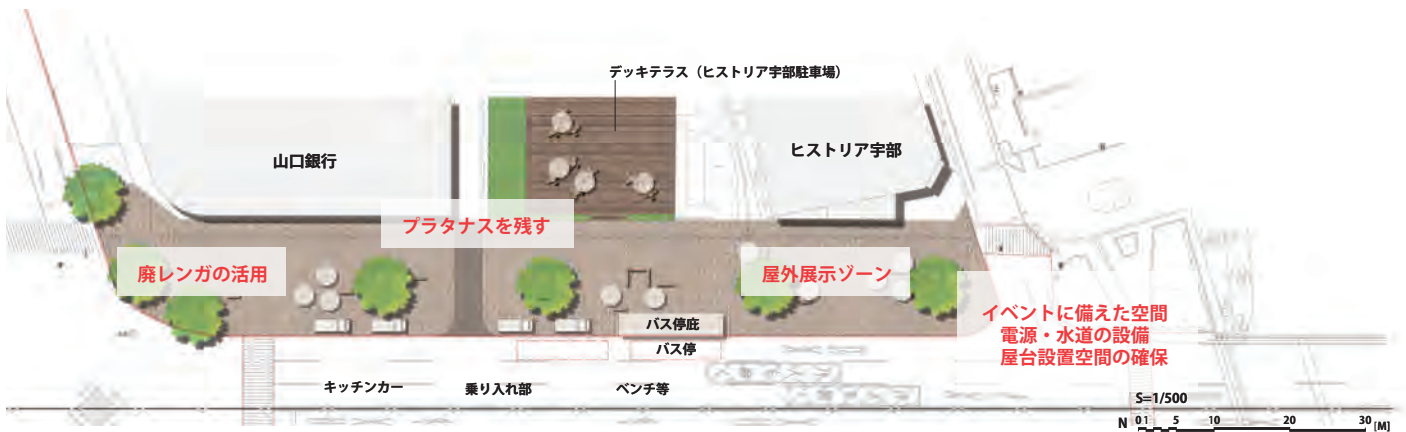 デッキテラス（ヒストリア宇部駐車場）
山口銀行
ヒストリア宇部
プラタナスを残す
廃レンガの活用
屋外展示ゾーン
イベントに備えた空間
電源・水道の設備
屋台設置空間の確保
バス停庇
バス停
キッチンカー
乗り入れ部
ベンチ等
S=1/500
N 0 1 5 10 20 30 [M]